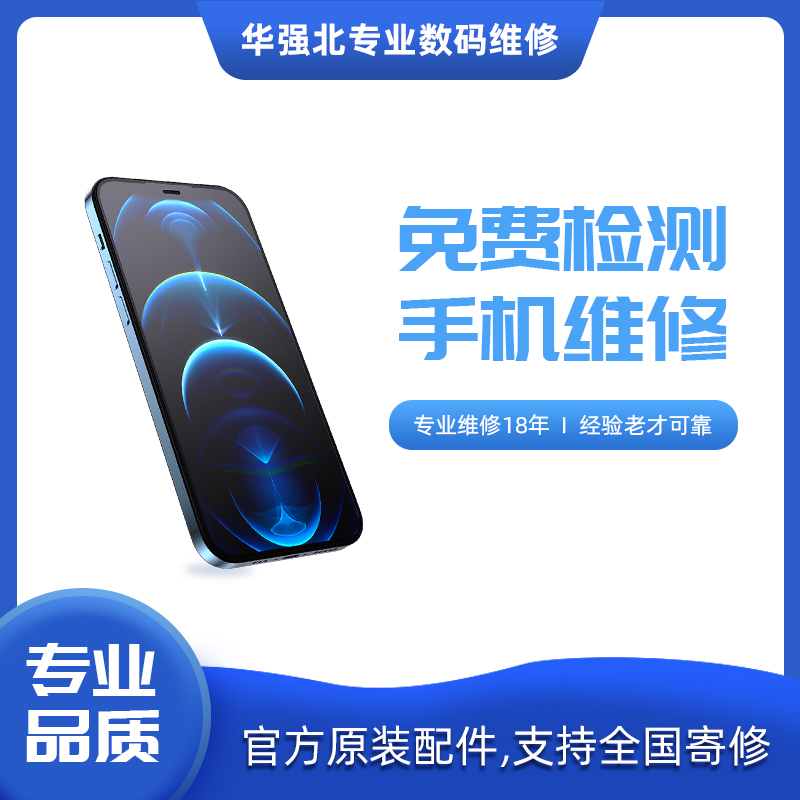 华强北专业数码维修
免费检测
手机维修
专业维修18年 | 经验老才可靠
专业
品质
官方原装配件,支持全国寄修